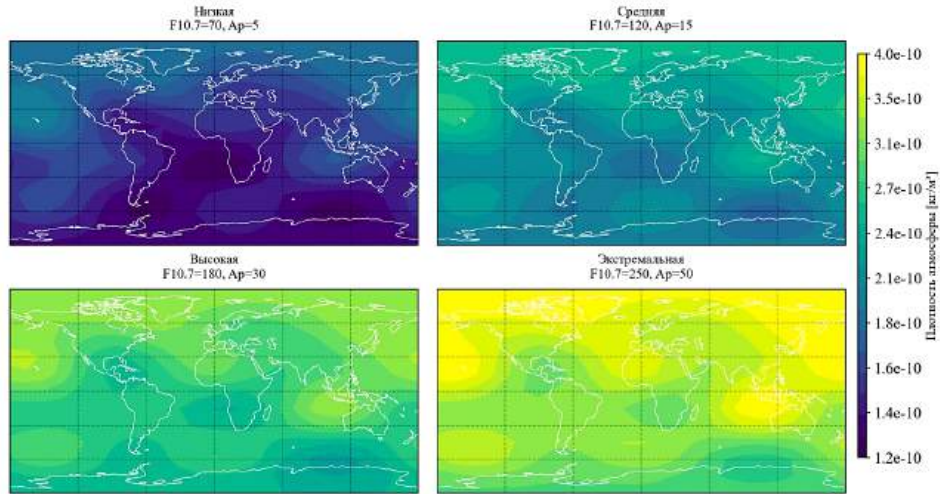 Низкая
F10.7=70, Ap=5
Средняя
F10.7=120, Ap=15
Высокая
F10.7=180, Ap=30
Экстремальная
F10.7=250, Ap=50
4.0e-10
3.5e-10
3.1e-10
2.7e-10
2.4e-10
2.1e-10
1.8e-10
1.6e-10
1.4e-10
1.2e-10
Плотность атмосферы [кг/м³]